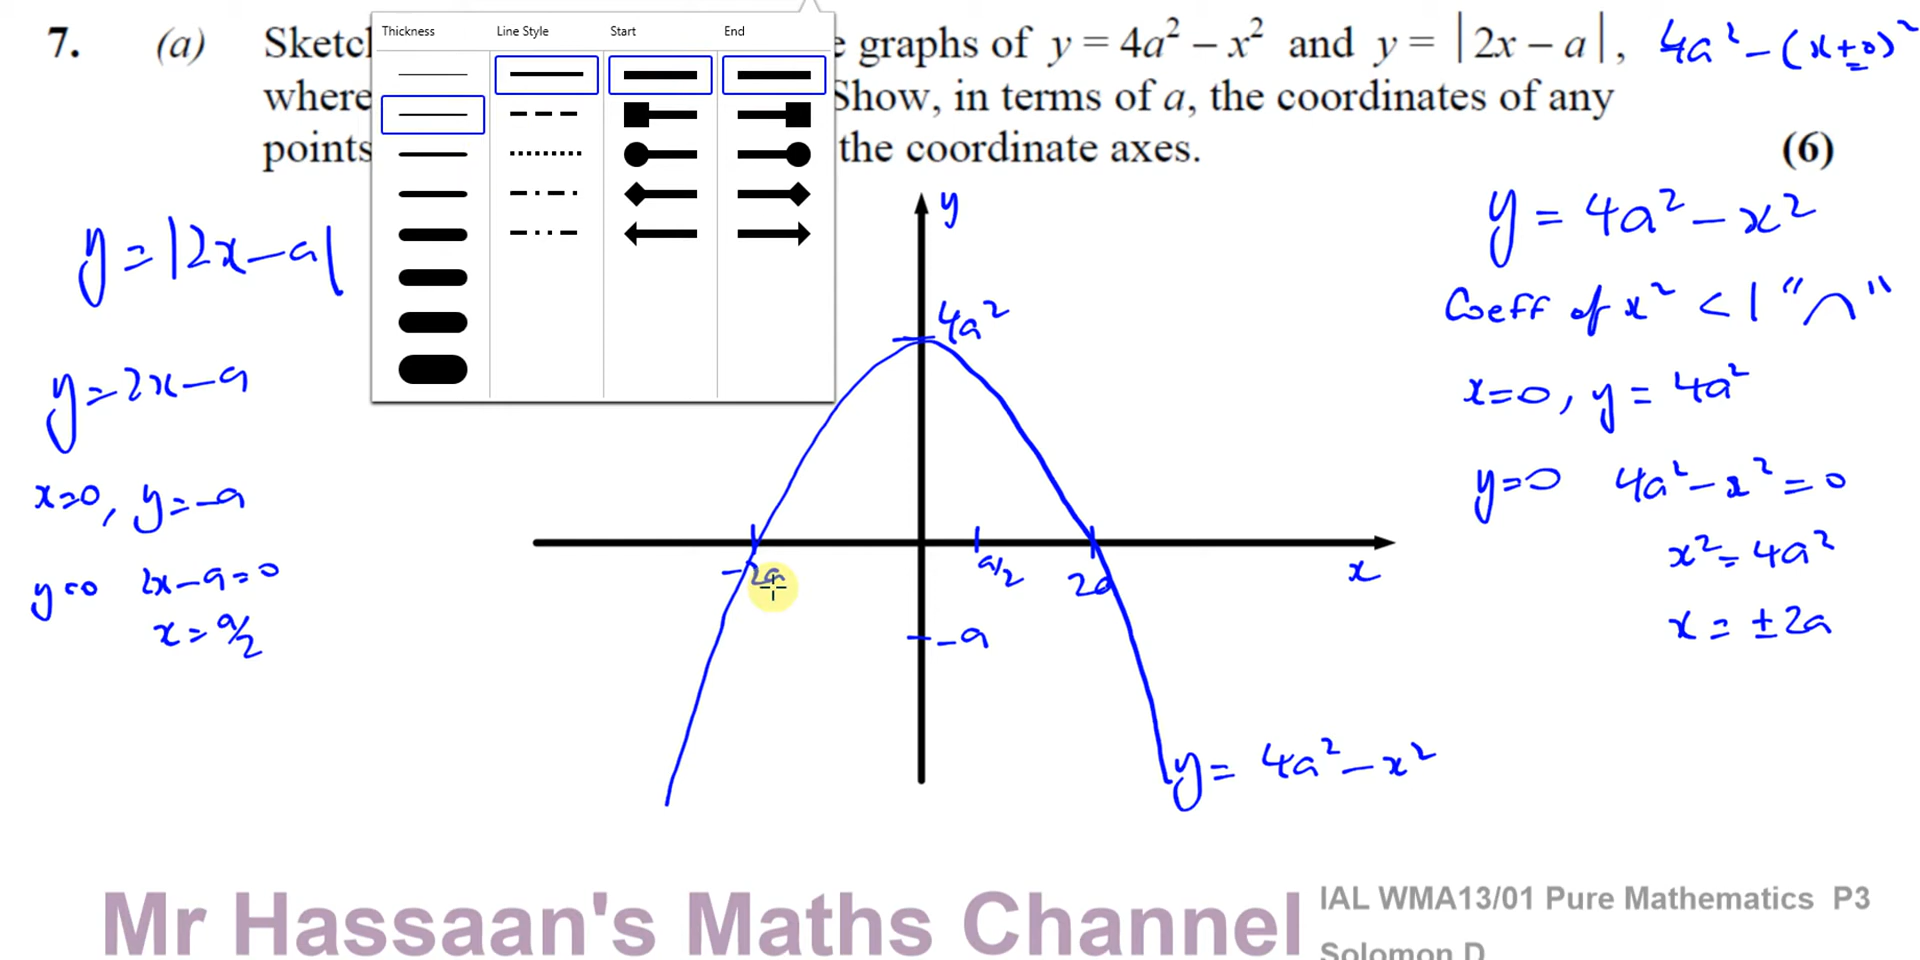 Thickness Line Style Start End
7. (a) Sketch e graphs of y = 4a² − x² and y = |2x − a|, 4a² − (x+0)²
where Show, in terms of a, the coordinates of any
points the coordinate axes. (6)
y
y = |2x−a|
y = 4a² − x²
4a²
Coeff of x² < 1 "∩"
y = 2x − a
x=0, y = 4a²
x=0, y = −a
y=0 4a² − x² = 0
−2a a/2 2a x
x² = 4a²
y=0 2x − a = 0
x = a/2
−a
x = ±2a
y = 4a² − x²
Mr Hassaan's Maths Channel
IAL WMA13/01 Pure Mathematics P3
Solomon D